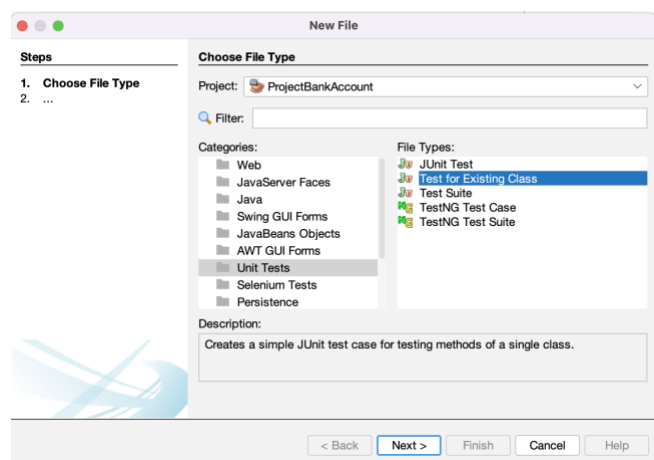 New File
Steps
1. Choose File Type
2. ...
Choose File Type
Project: ProjectBankAccount
Filter:
Categories:
Web
JavaServer Faces
Java
Swing GUI Forms
JavaBeans Objects
AWT GUI Forms
Unit Tests
Selenium Tests
Persistence
File Types:
JUnit Test
Test for Existing Class
Test Suite
TestNG Test Case
TestNG Test Suite
Description:
Creates a simple JUnit test case for testing methods of a single class.
< Back Next > Finish Cancel Help